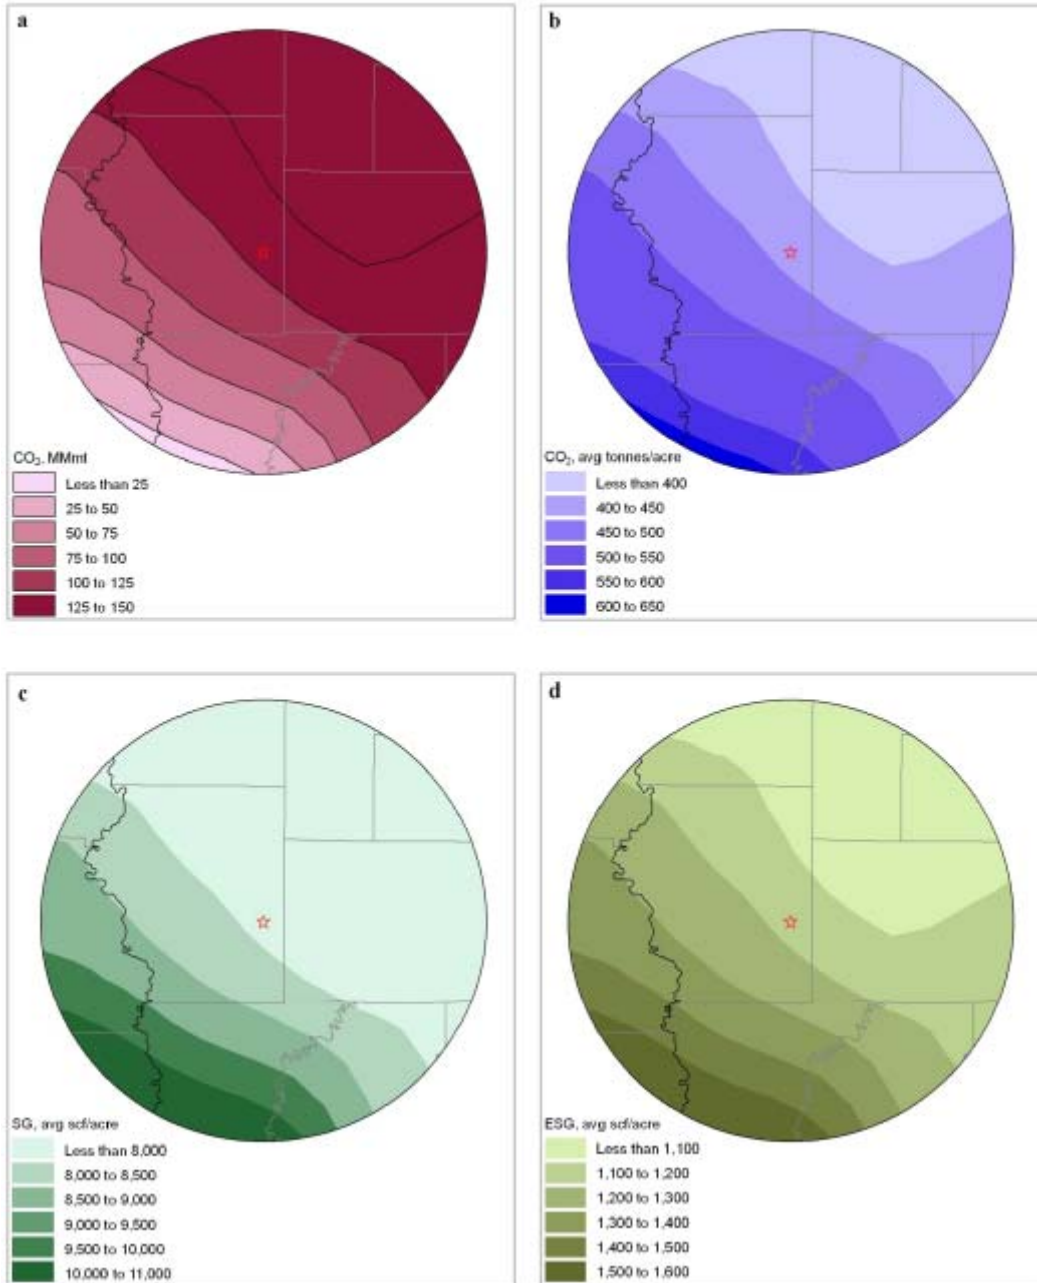 a
CO₂, MMmt
Less than 25
25 to 50
50 to 75
75 to 100
100 to 125
125 to 150
b
CO₂, avg tonnes/acre
Less than 400
400 to 450
450 to 500
500 to 550
550 to 600
600 to 650
c
SG, avg scf/acre
Less than 8,000
8,000 to 8,500
8,500 to 9,000
9,000 to 9,500
9,500 to 10,000
10,000 to 11,000
d
ESG, avg scf/acre
Less than 1,100
1,100 to 1,200
1,200 to 1,300
1,300 to 1,400
1,400 to 1,500
1,500 to 1,600